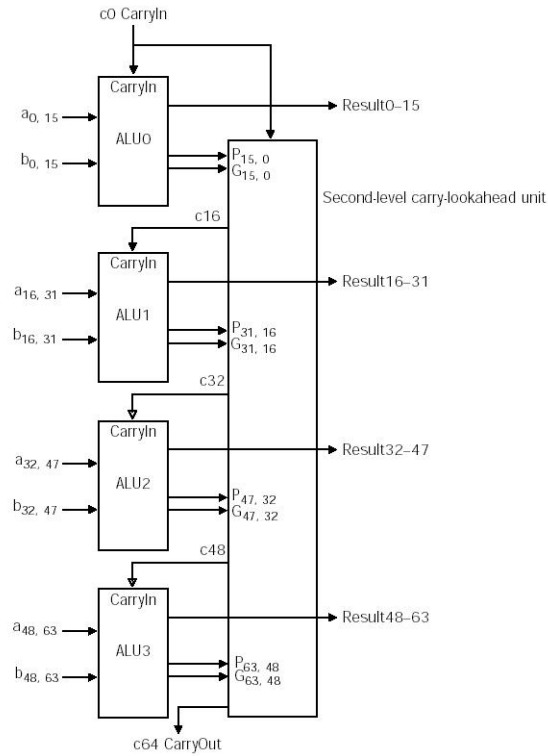 c0 CarryIn
CarryIn
a0, 15
Result0–15
ALU0
b0, 15
P15, 0
G15, 0
Second-level carry-lookahead unit
c16
CarryIn
a16, 31
Result16–31
ALU1
b16, 31
P31, 16
G31, 16
c32
CarryIn
a32, 47
Result32–47
ALU2
b32, 47
P47, 32
G47, 32
c48
CarryIn
a48, 63
Result48–63
ALU3
b48, 63
P63, 48
G63, 48
c64 CarryOut